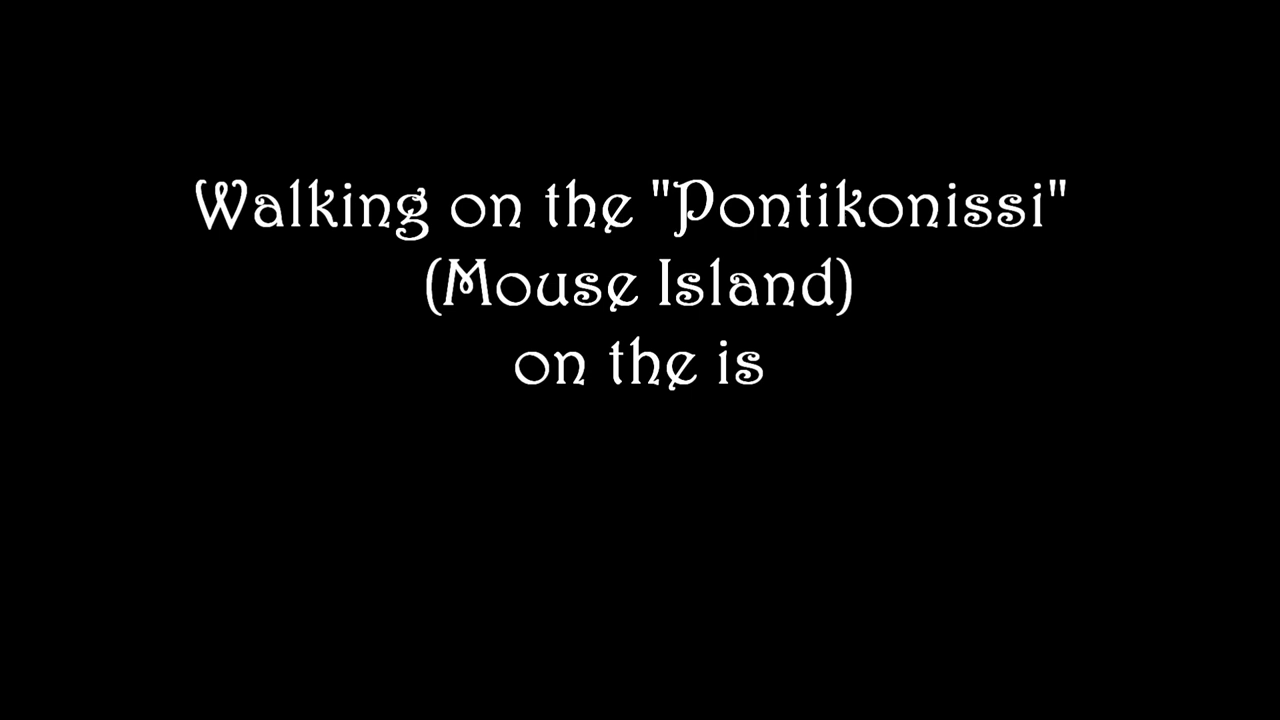 Walking on the "Pontikonissi"
(Mouse Island)
on the is